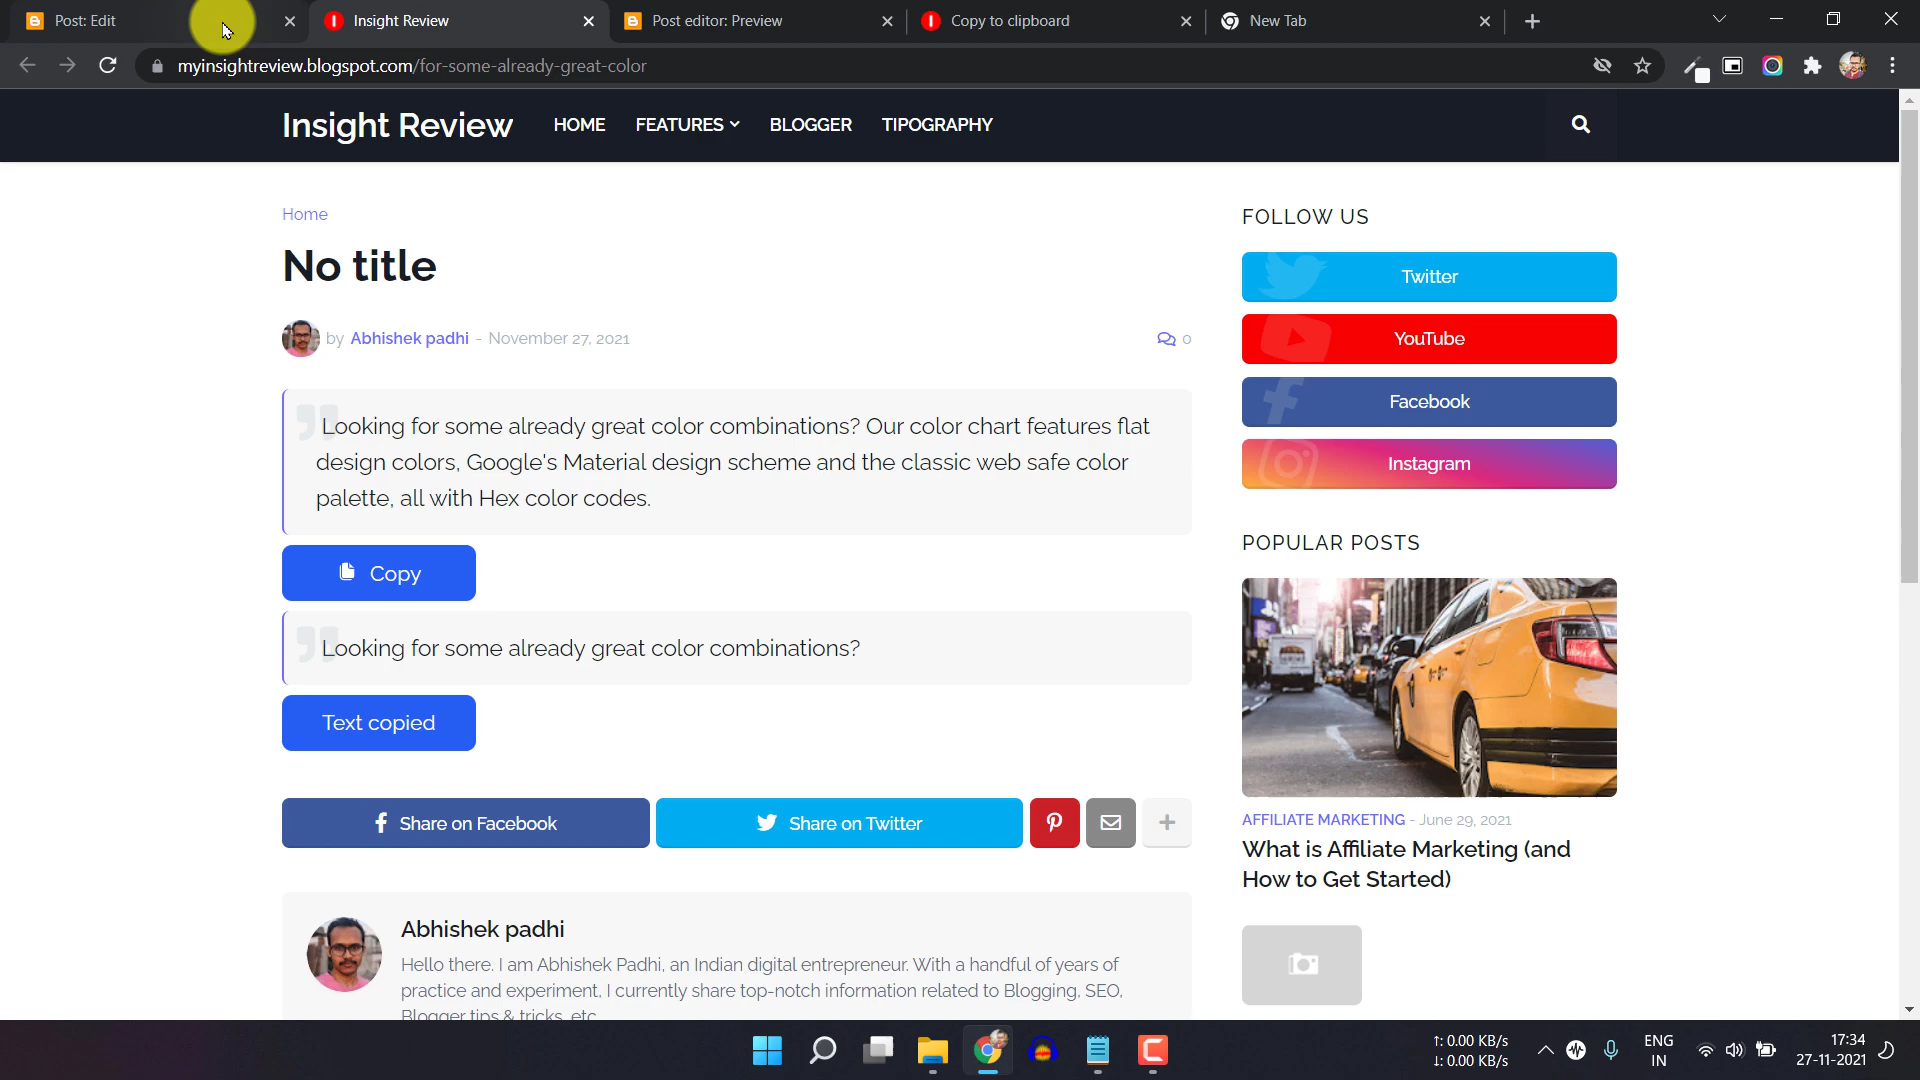 Post: Edit
Insight Review
Post editor: Preview
Copy to clipboard
New Tab
myinsightreview.blogspot.com/for-some-already-great-color
Insight Review
HOME
FEATURES
BLOGGER
TIPOGRAPHY
Home
No title
by Abhishek padhi - November 27, 2021
0
Looking for some already great color combinations? Our color chart features flat
design colors, Google's Material design scheme and the classic web safe color
palette, all with Hex color codes.
Copy
Looking for some already great color combinations?
Text copied
Share on Facebook
Share on Twitter
Abhishek padhi
Hello there. I am Abhishek Padhi, an Indian digital entrepreneur. With a handful of years of
practice and experiment, I currently share top-notch information related to Blogging, SEO,
Blogger tips & tricks, etc
FOLLOW US
Twitter
YouTube
Facebook
Instagram
POPULAR POSTS
AFFILIATE MARKETING - June 29, 2021
What is Affiliate Marketing (and
How to Get Started)
↑: 0.00 KB/s
↓: 0.00 KB/s
ENG
IN
17:34
27-11-2021